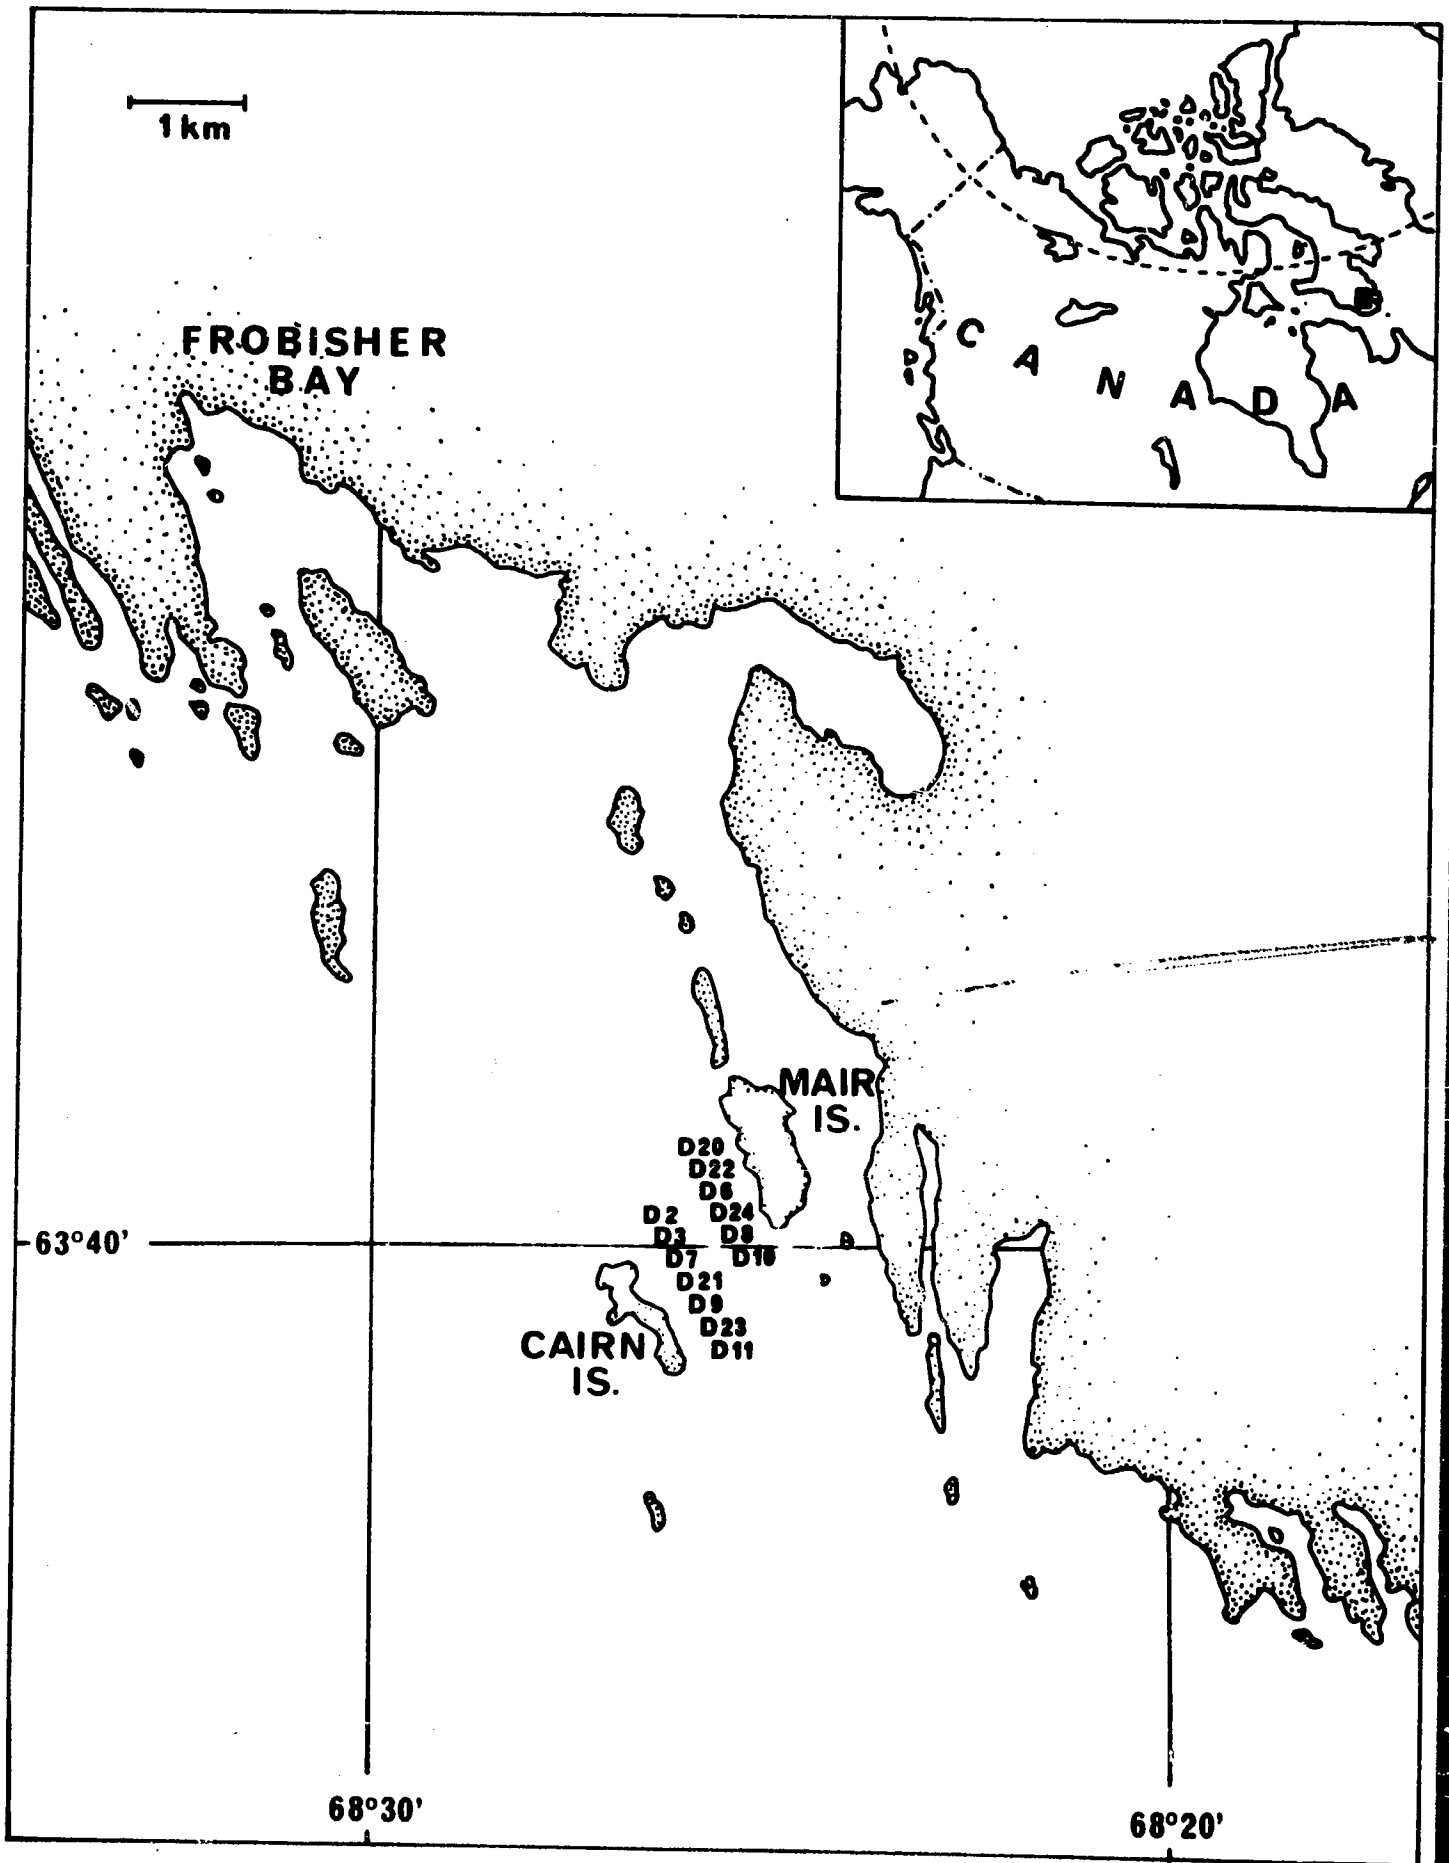 1 km
FROBISHER
BAY
C A N A D A
MAIR
IS.
D20
D22
D6
D2 D24
D3 D8
D7 D16
D21
D9
D23
D11
63°40'
CAIRN
IS.
68°30'
68°20'